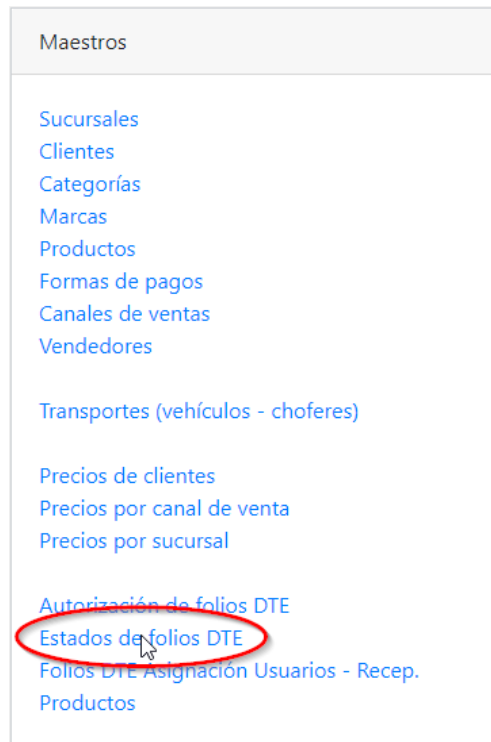 Maestros
Sucursales
Clientes
Categorías
Marcas
Productos
Formas de pagos
Canales de ventas
Vendedores
Transportes (vehículos - choferes)
Precios de clientes
Precios por canal de venta
Precios por sucursal
Autorización de folios DTE
Estados de folios DTE
Folios DTE Asignación Usuarios - Recep.
Productos